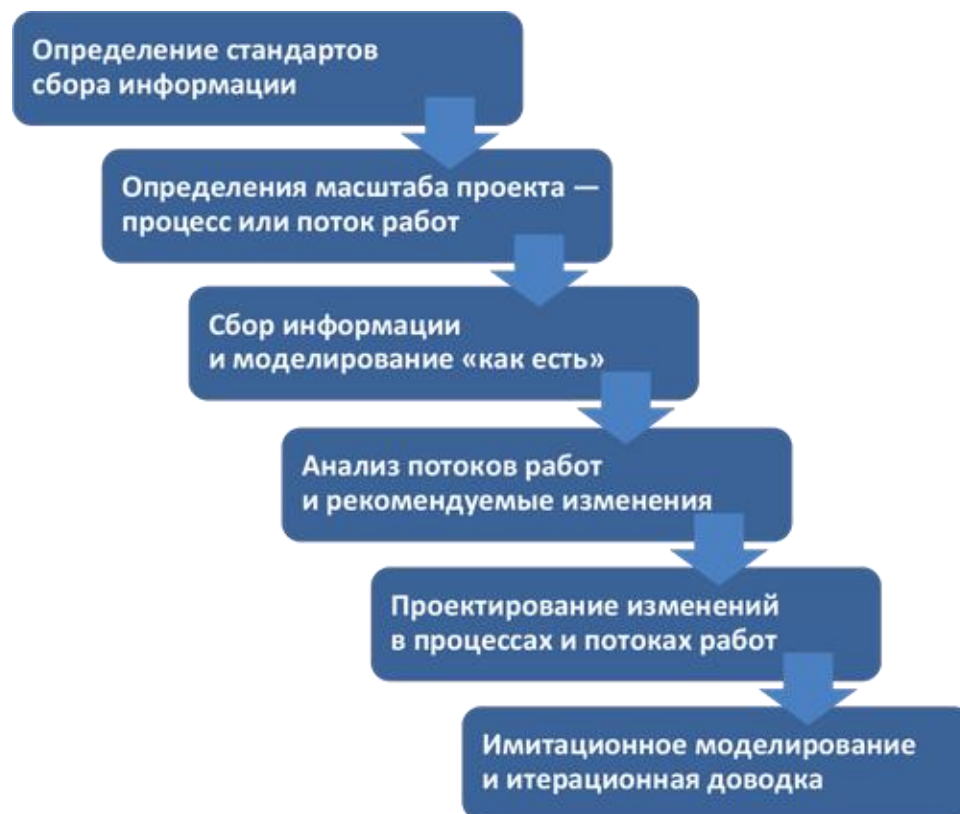 Определение стандартов
сбора информации
Определения масштаба проекта —
процесс или поток работ
Сбор информации
и моделирование «как есть»
Анализ потоков работ
и рекомендуемые изменения
Проектирование изменений
в процессах и потоках работ
Имитационное моделирование
и итерационная доводка